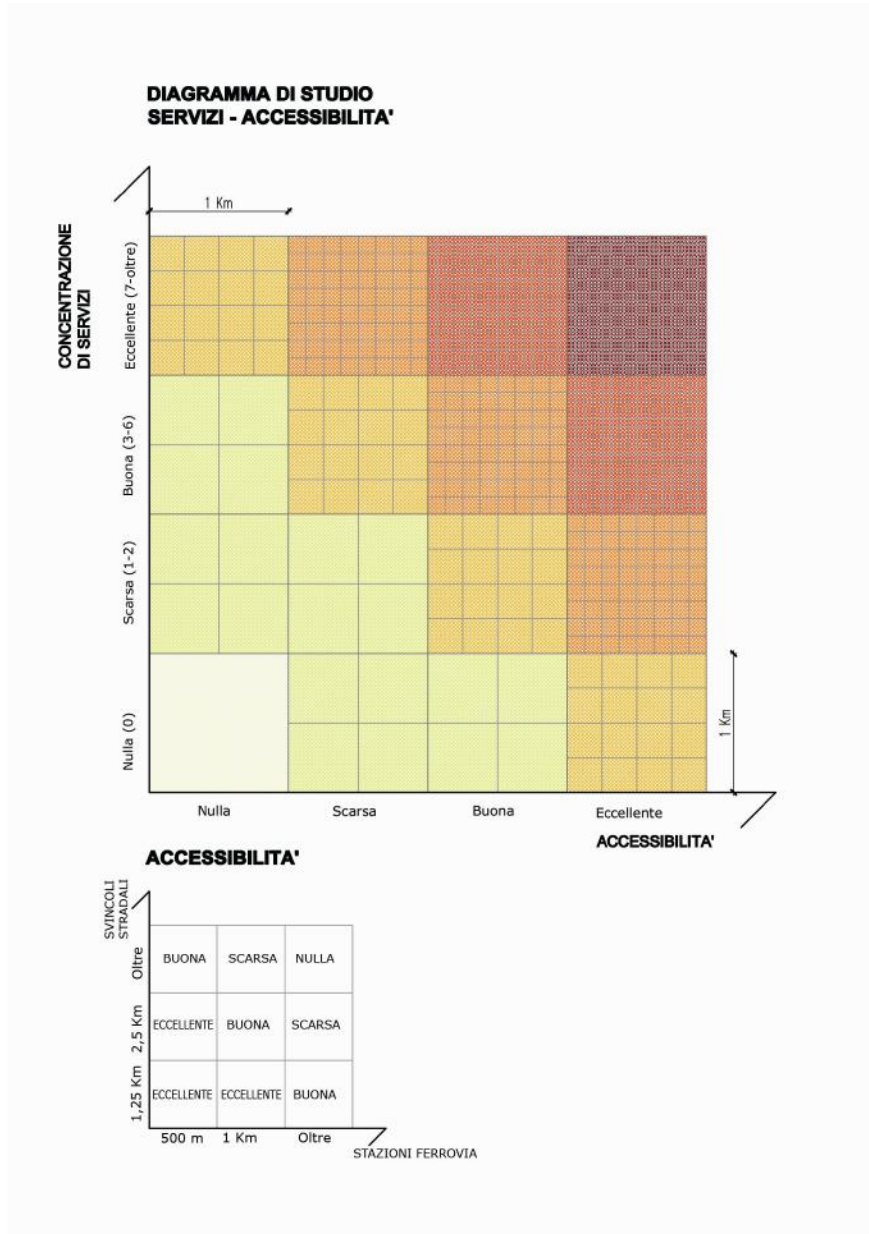 DIAGRAMMA DI STUDIO
SERVIZI - ACCESSIBILITA'
1 Km
CONCENTRAZIONE
DI SERVIZI
Eccellente (7-oltre)
Buona (3-6)
Scarsa (1-2)
Nulla (0)
1 Km
Nulla Scarsa Buona Eccellente
ACCESSIBILITA'
ACCESSIBILITA'
SVINCOLI
STRADALI
Oltre
BUONA SCARSA NULLA
2,5 Km
ECCELLENTE BUONA SCARSA
1,25 Km
ECCELLENTE ECCELLENTE BUONA
500 m 1 Km Oltre
STAZIONI FERROVIA